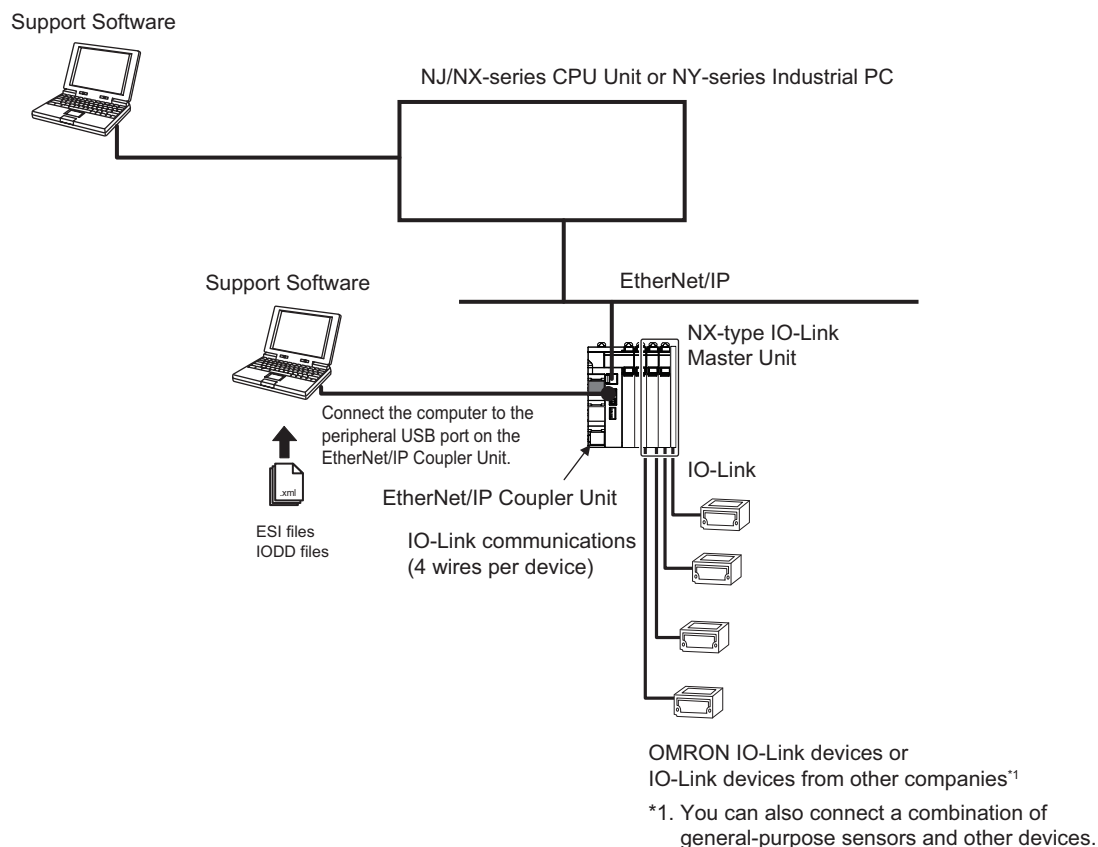 Support Software
NJ/NX-series CPU Unit or NY-series Industrial PC
EtherNet/IP
Support Software
NX-type IO-Link
Master Unit
Connect the computer to the
peripheral USB port on the
EtherNet/IP Coupler Unit.
.xml
ESI files
IODD files
EtherNet/IP Coupler Unit
IO-Link
IO-Link communications
(4 wires per device)
OMRON IO-Link devices or
IO-Link devices from other companies*1
*1. You can also connect a combination of
general-purpose sensors and other devices.